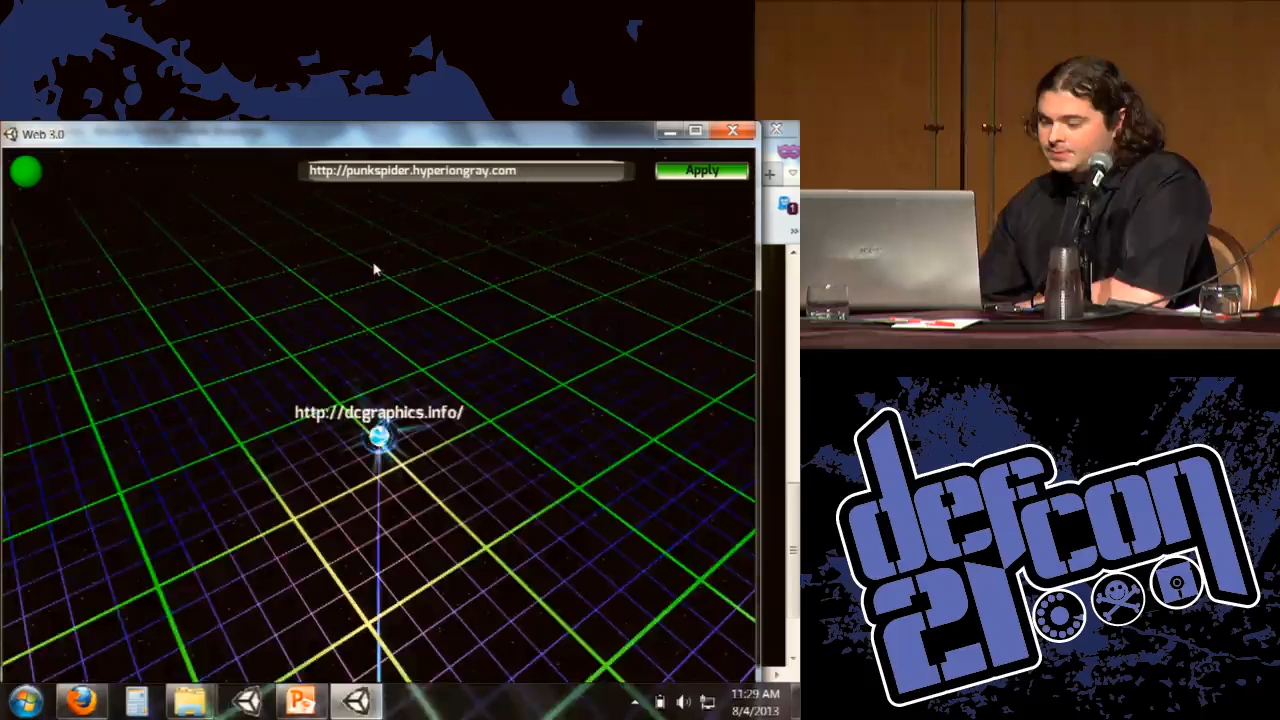 Web 3.0
http://punkspider.hyperiongray.com
Apply
1
http://dcgraphics.info/
11:29 AM
8/4/2013
defcon
21